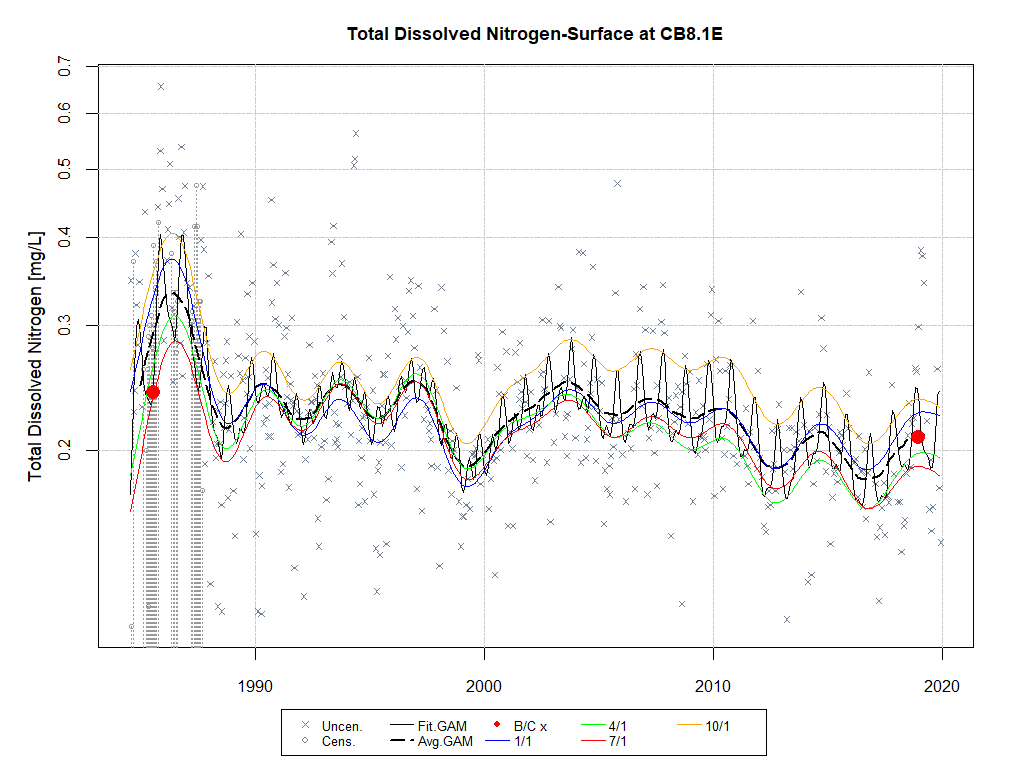 Total Dissolved Nitrogen-Surface at CB8.1E
Total Dissolved Nitrogen [mg/L]
0.7
0.6
0.5
0.4
0.3
0.2
1990 2000 2010 2020
Uncen. Fit.GAM B/C x 4/1 10/1
Cens. Avg.GAM 1/1 7/1